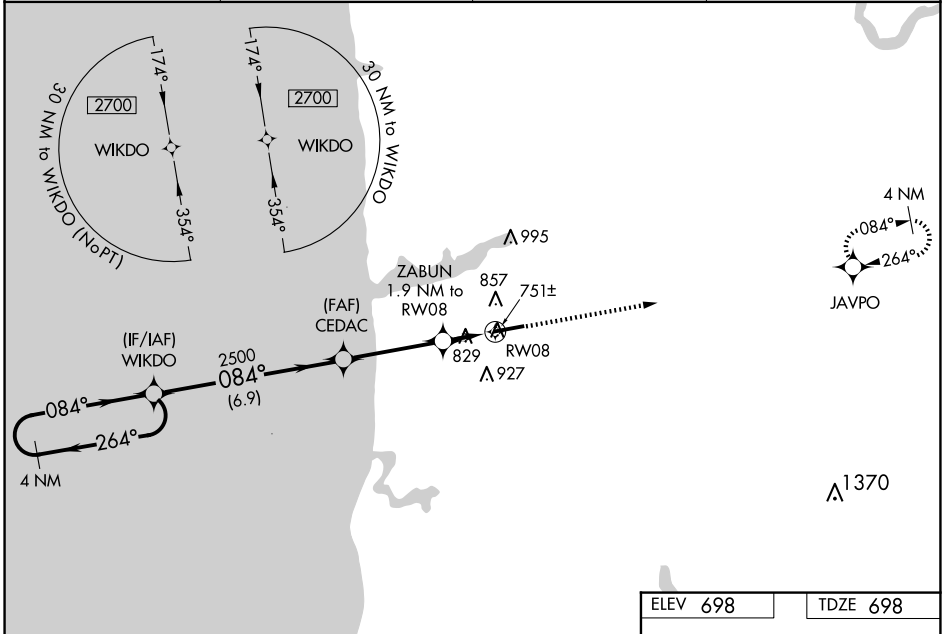 174°
174°
30 NM to WIKDO (NoPT)
30 NM to WIKDO
2700
2700
WIKDO
WIKDO
354°
354°
4 NM
084°
264°
JAVPO
995
ZABUN
1.9 NM to
RW08
857
751±
(FAF)
CEDAC
829
RW08
927
(IF/IAF)
WIKDO
2500
084°
(6.9)
084°
264°
4 NM
1370
ELEV 698
TDZE 698